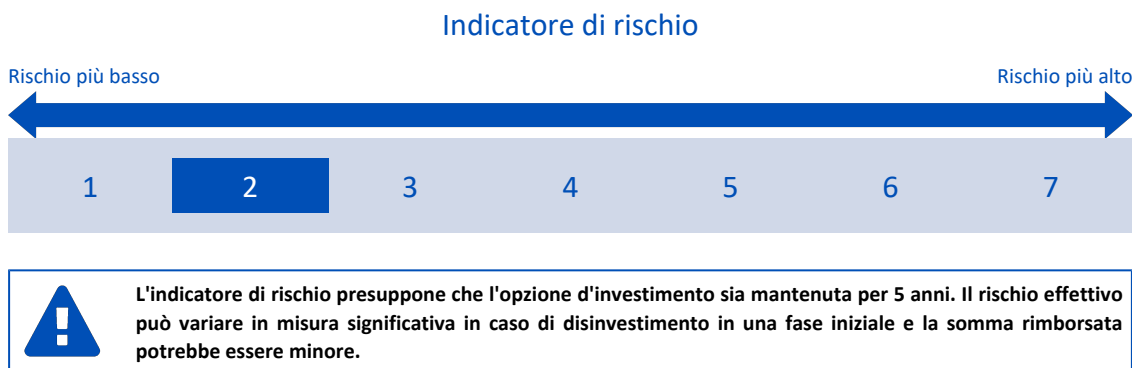 Indicatore di rischio
Rischio più basso
Rischio più alto
1 2 3 4 5 6 7
L'indicatore di rischio presuppone che l'opzione d'investimento sia mantenuta per 5 anni. Il rischio effettivo
può variare in misura significativa in caso di disinvestimento in una fase iniziale e la somma rimborsata
potrebbe essere minore.